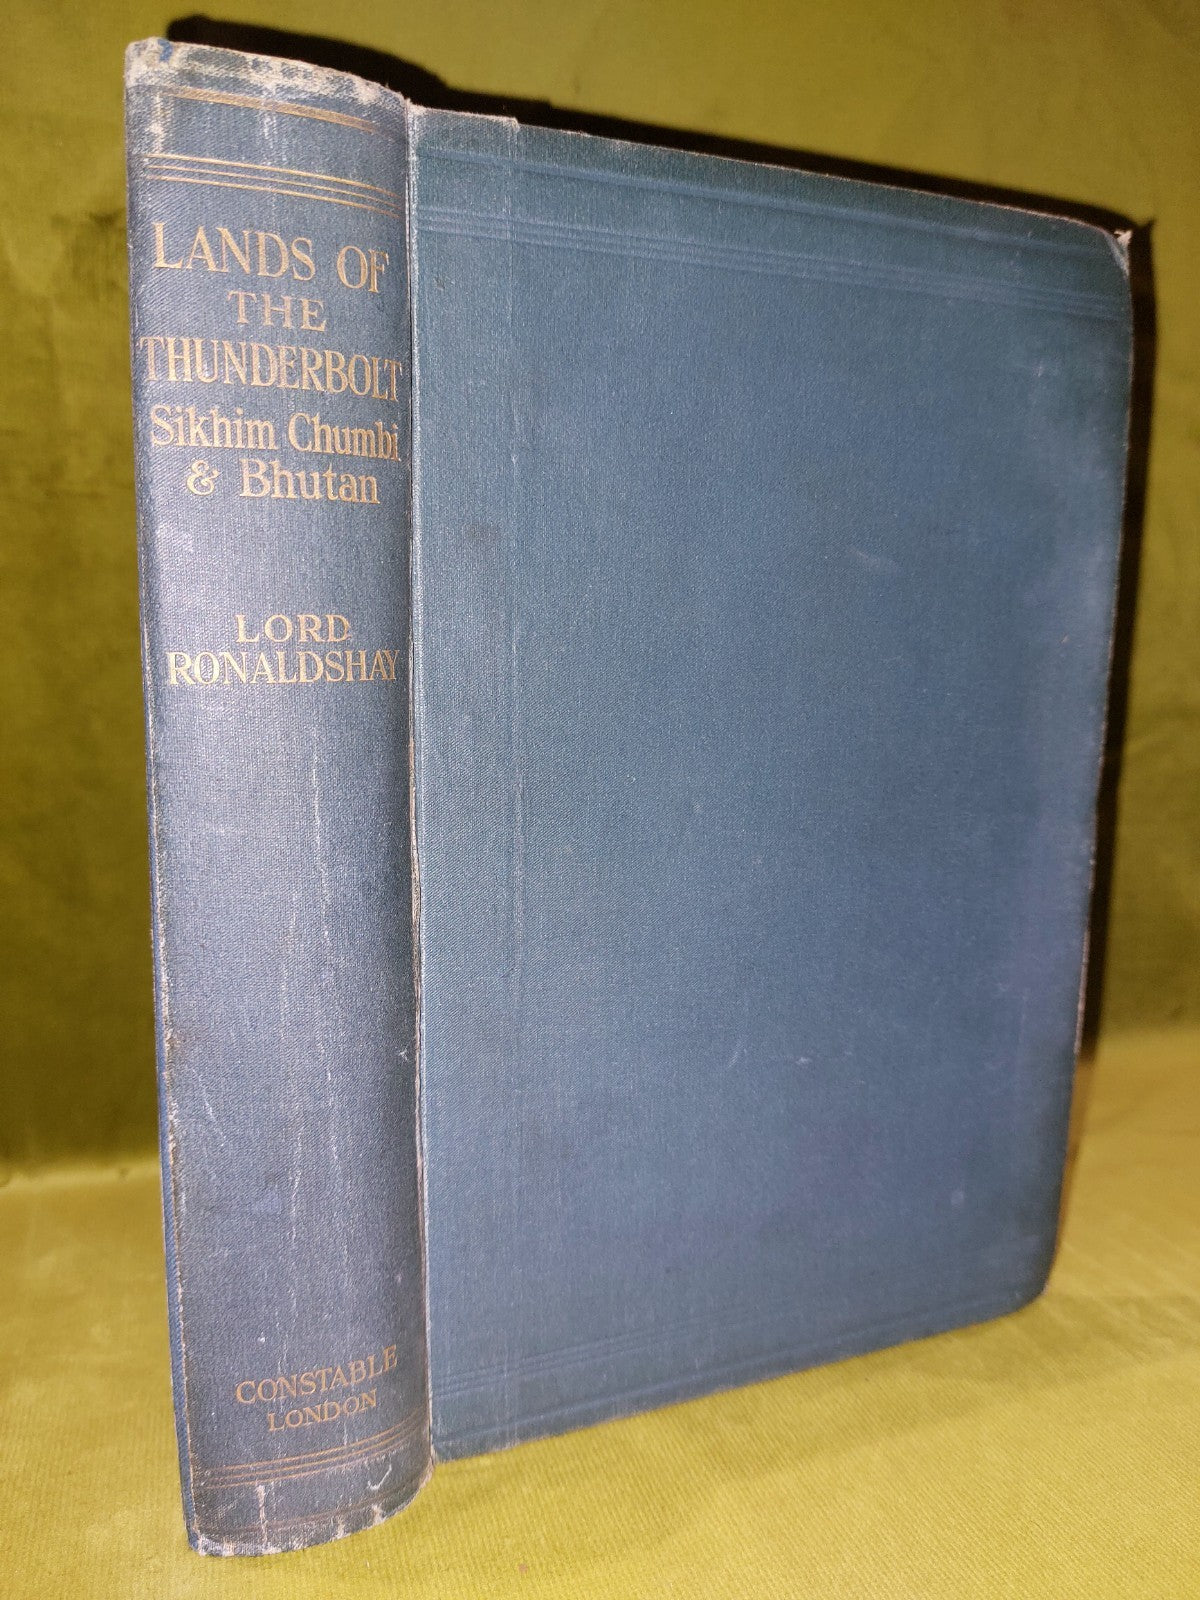 LANDS OF
THE
THUNDERBOLT
Sikhim Chumbi
& Bhutan
LORD
RONALDSHAY
CONSTABLE
LONDON